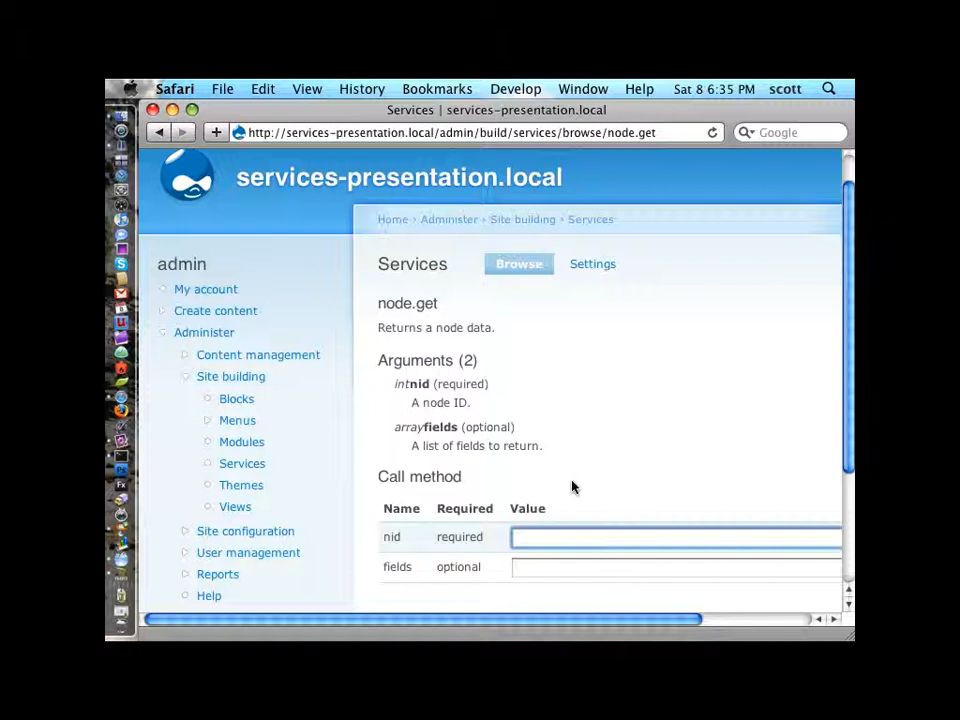 Safari File Edit View History Bookmarks Develop Window Help Sat 8 6:35 PM scott
Services | services-presentation.local
http://services-presentation.local/admin/build/services/browse/node.get
Google
services-presentation.local
Home › Administer › Site building › Services
admin
My account
Create content
Administer
Content management
Site building
Blocks
Menus
Modules
Services
Themes
Views
Site configuration
User management
Reports
Help
Services Browse Settings
node.get
Returns a node data.
Arguments (2)
intnid (required)
A node ID.
arrayfields (optional)
A list of fields to return.
Call method
Name Required Value
nid required
fields optional